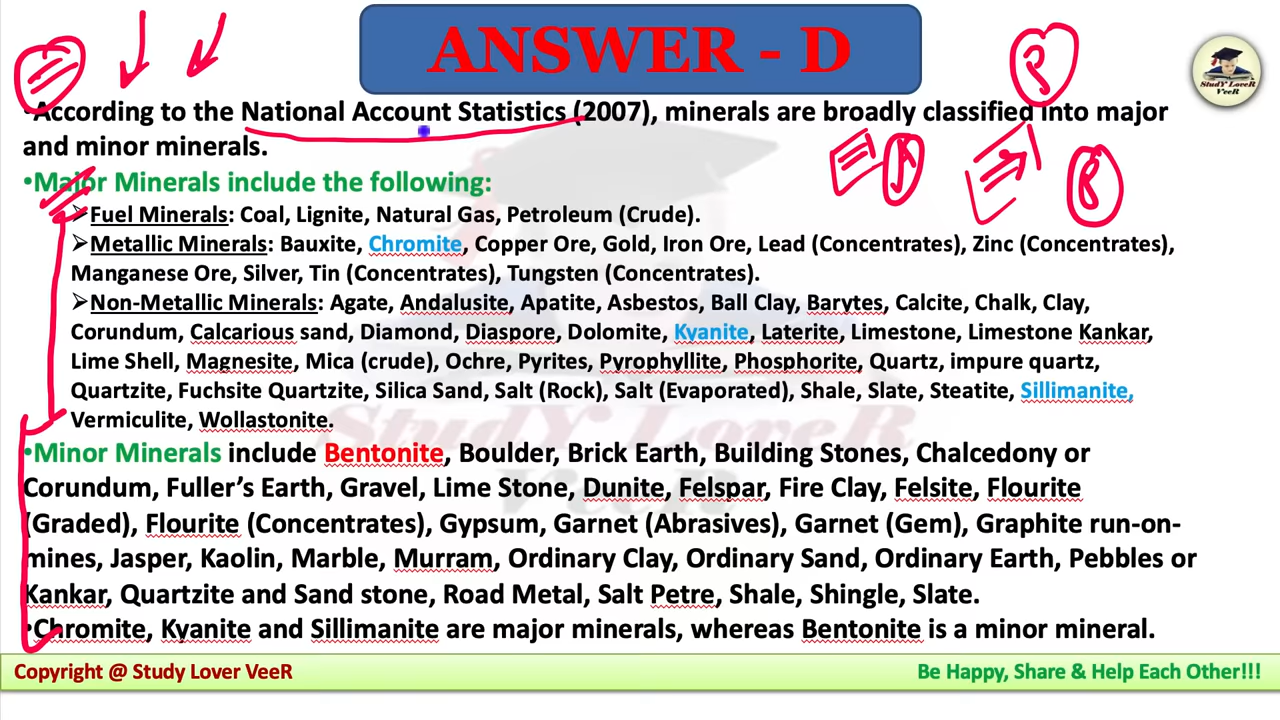 ANSWER - D
StudY LoveR
VeeR
•According to the National Account Statistics (2007), minerals are broadly classified into major
and minor minerals.
•Major Minerals include the following:
➢Fuel Minerals: Coal, Lignite, Natural Gas, Petroleum (Crude).
➢Metallic Minerals: Bauxite, Chromite, Copper Ore, Gold, Iron Ore, Lead (Concentrates), Zinc (Concentrates),
Manganese Ore, Silver, Tin (Concentrates), Tungsten (Concentrates).
➢Non-Metallic Minerals: Agate, Andalusite, Apatite, Asbestos, Ball Clay, Barytes, Calcite, Chalk, Clay,
Corundum, Calcarious sand, Diamond, Diaspore, Dolomite, Kyanite, Laterite, Limestone, Limestone Kankar,
Lime Shell, Magnesite, Mica (crude), Ochre, Pyrites, Pyrophyllite, Phosphorite, Quartz, impure quartz,
Quartzite, Fuchsite Quartzite, Silica Sand, Salt (Rock), Salt (Evaporated), Shale, Slate, Steatite, Sillimanite,
Vermiculite, Wollastonite.
StudY LoveR
VeeR
•Minor Minerals include Bentonite, Boulder, Brick Earth, Building Stones, Chalcedony or
Corundum, Fuller’s Earth, Gravel, Lime Stone, Dunite, Felspar, Fire Clay, Felsite, Flourite
(Graded), Flourite (Concentrates), Gypsum, Garnet (Abrasives), Garnet (Gem), Graphite run-on-
mines, Jasper, Kaolin, Marble, Murram, Ordinary Clay, Ordinary Sand, Ordinary Earth, Pebbles or
Kankar, Quartzite and Sand stone, Road Metal, Salt Petre, Shale, Shingle, Slate.
•Chromite, Kyanite and Sillimanite are major minerals, whereas Bentonite is a minor mineral.
Copyright @ Study Lover VeeR
Be Happy, Share & Help Each Other!!!